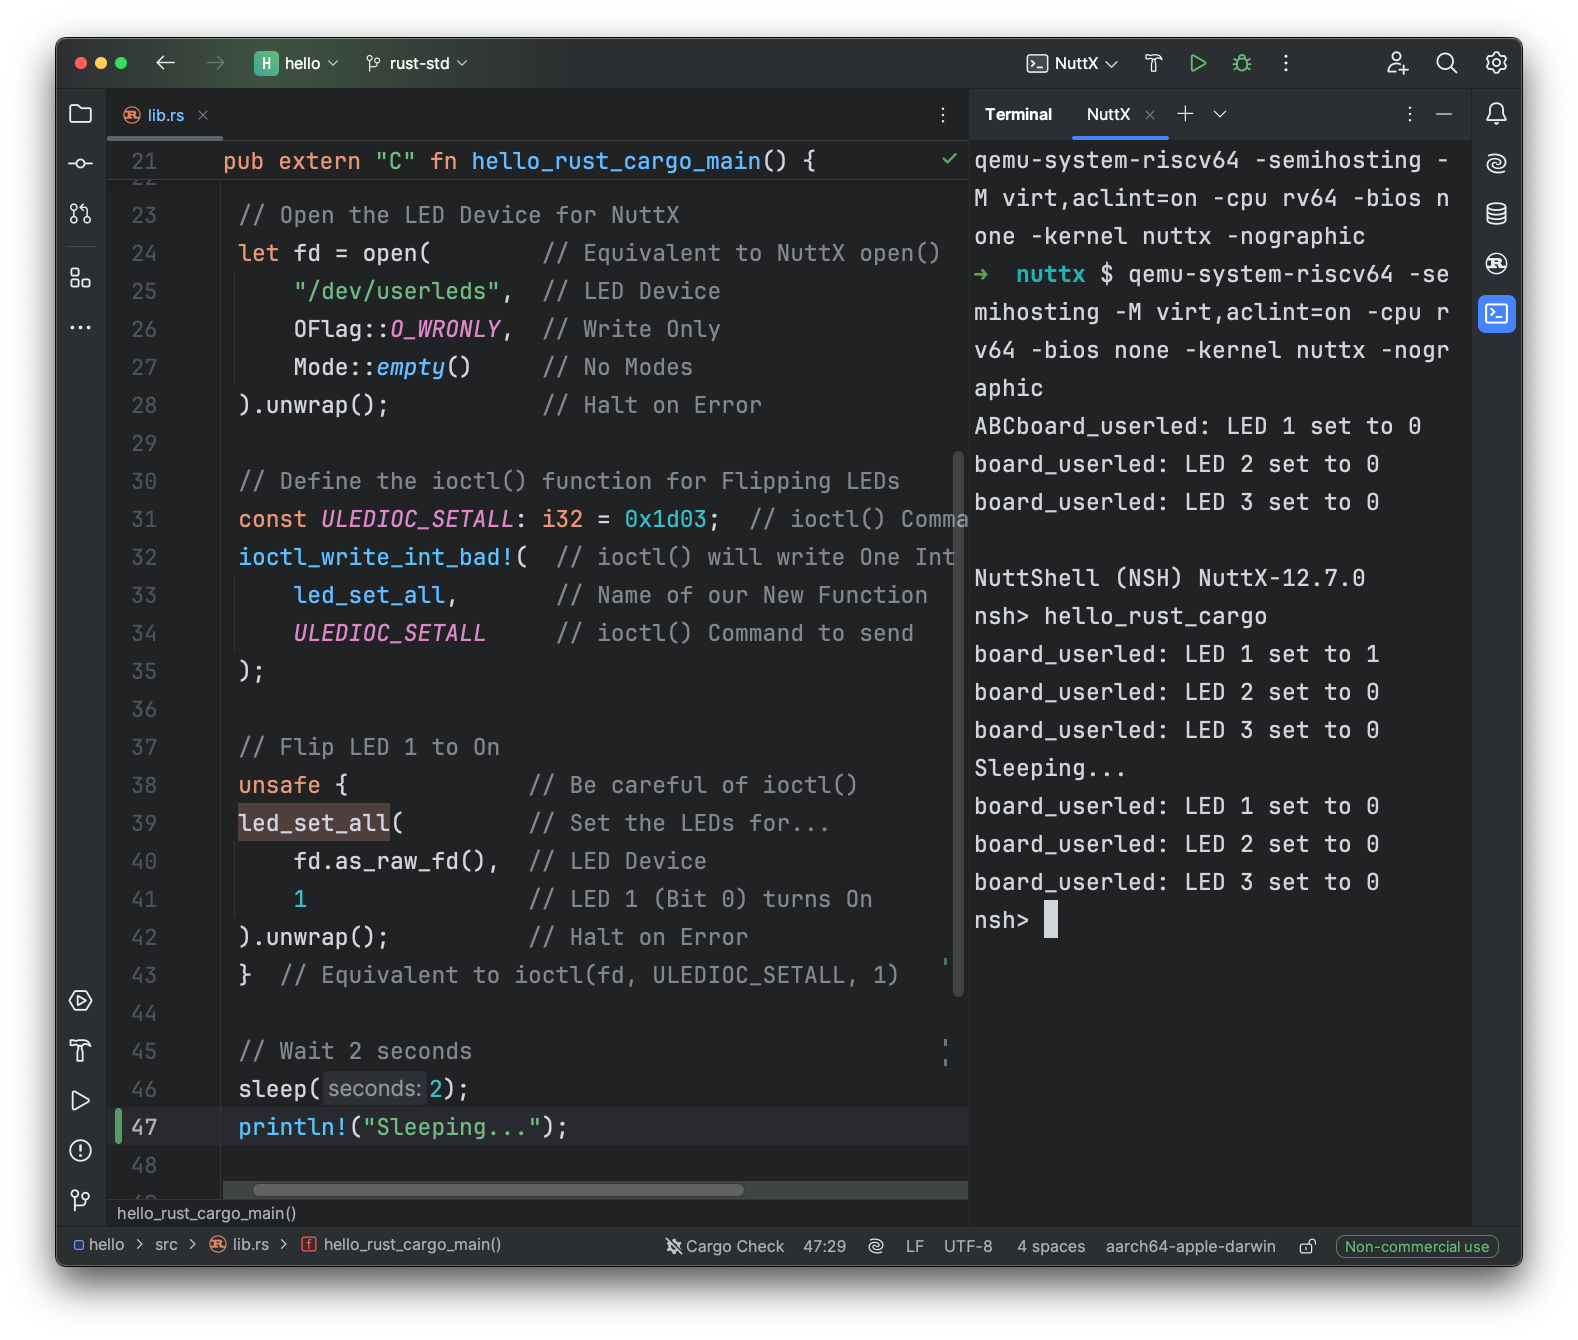 H hello rust-std NuttX
lib.rs
21 pub extern "C" fn hello_rust_cargo_main() {
22
23 // Open the LED Device for NuttX
24 let fd = open( // Equivalent to NuttX open()
25 "/dev/userleds", // LED Device
26 OFlag::O_WRONLY, // Write Only
27 Mode::empty() // No Modes
28 ).unwrap(); // Halt on Error
29
30 // Define the ioctl() function for Flipping LEDs
31 const ULEDIOC_SETALL: i32 = 0x1d03; // ioctl() Comma
32 ioctl_write_int_bad!( // ioctl() will write One Int
33 led_set_all, // Name of our New Function
34 ULEDIOC_SETALL // ioctl() Command to send
35 );
36
37 // Flip LED 1 to On
38 unsafe { // Be careful of ioctl()
39 led_set_all( // Set the LEDs for...
40 fd.as_raw_fd(), // LED Device
41 1 // LED 1 (Bit 0) turns On
42 ).unwrap(); // Halt on Error
43 } // Equivalent to ioctl(fd, ULEDIOC_SETALL, 1)
44
45 // Wait 2 seconds
46 sleep( seconds: 2);
47 println!("Sleeping...");
48
hello_rust_cargo_main()
Terminal NuttX
qemu-system-riscv64 -semihosting -
M virt,aclint=on -cpu rv64 -bios n
one -kernel nuttx -nographic
➜ nuttx $ qemu-system-riscv64 -se
mihosting -M virt,aclint=on -cpu r
v64 -bios none -kernel nuttx -nogr
aphic
ABCboard_userled: LED 1 set to 0
board_userled: LED 2 set to 0
board_userled: LED 3 set to 0
NuttShell (NSH) NuttX-12.7.0
nsh> hello_rust_cargo
board_userled: LED 1 set to 1
board_userled: LED 2 set to 0
board_userled: LED 3 set to 0
Sleeping...
board_userled: LED 1 set to 0
board_userled: LED 2 set to 0
board_userled: LED 3 set to 0
nsh>
hello > src > lib.rs > f hello_rust_cargo_main() Cargo Check 47:29 LF UTF-8 4 spaces aarch64-apple-darwin Non-commercial use